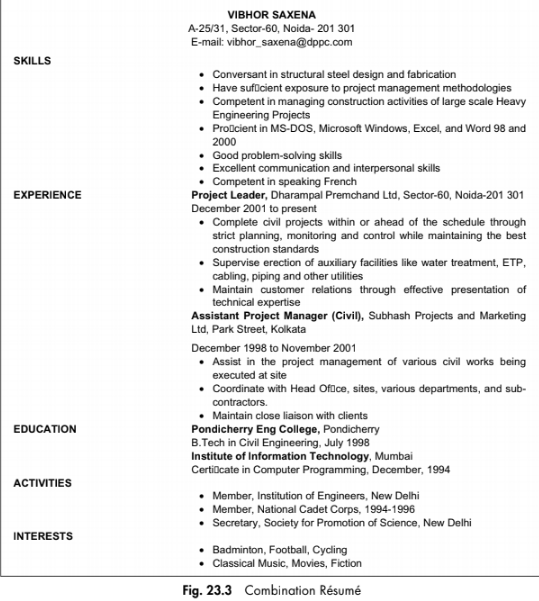 VIBHOR SAXENA
A-25/31, Sector-60, Noida- 201 301
E-mail: vibhor_saxena@dppc.com
SKILLS
• Conversant in structural steel design and fabrication
• Have suf▯cient exposure to project management methodologies
• Competent in managing construction activities of large scale Heavy
Engineering Projects
• Pro▯cient in MS-DOS, Microsoft Windows, Excel, and Word 98 and
2000
• Good problem-solving skills
• Excellent communication and interpersonal skills
• Competent in speaking French
EXPERIENCE
Project Leader, Dharampal Premchand Ltd, Sector-60, Noida-201 301
December 2001 to present
• Complete civil projects within or ahead of the schedule through
strict planning, monitoring and control while maintaining the best
construction standards
• Supervise erection of auxiliary facilities like water treatment, ETP,
cabling, piping and other utilities
• Maintain customer relations through effective presentation of
technical expertise
Assistant Project Manager (Civil), Subhash Projects and Marketing
Ltd, Park Street, Kolkata
December 1998 to November 2001
• Assist in the project management of various civil works being
executed at site
• Coordinate with Head Of▯ce, sites, various departments, and sub-
contractors.
• Maintain close liaison with clients
EDUCATION
Pondicherry Eng College, Pondicherry
B.Tech in Civil Engineering, July 1998
Institute of Information Technology, Mumbai
Certi▯cate in Computer Programming, December, 1994
ACTIVITIES
• Member, Institution of Engineers, New Delhi
• Member, National Cadet Corps, 1994-1996
• Secretary, Society for Promotion of Science, New Delhi
INTERESTS
• Badminton, Football, Cycling
• Classical Music, Movies, Fiction
Fig. 23.3 Combination Résumé